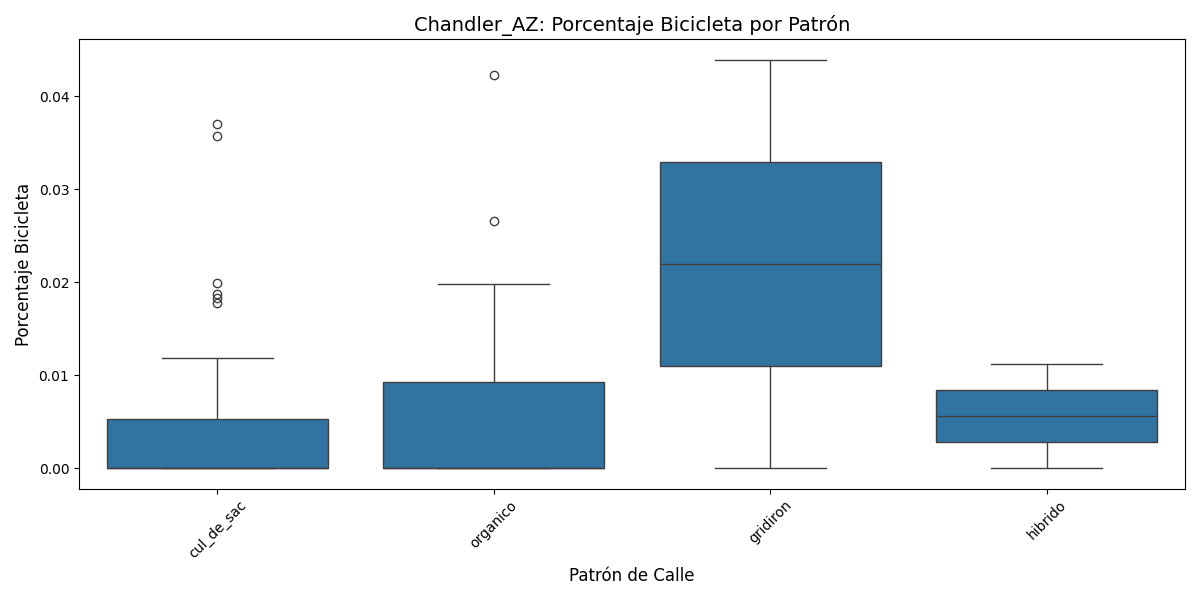 Chandler_AZ: Porcentaje Bicicleta por Patrón
Porcentaje Bicicleta
0.04
0.03
0.02
0.01
0.00
cul_de_sac
organico
gridiron
hibrido
Patrón de Calle